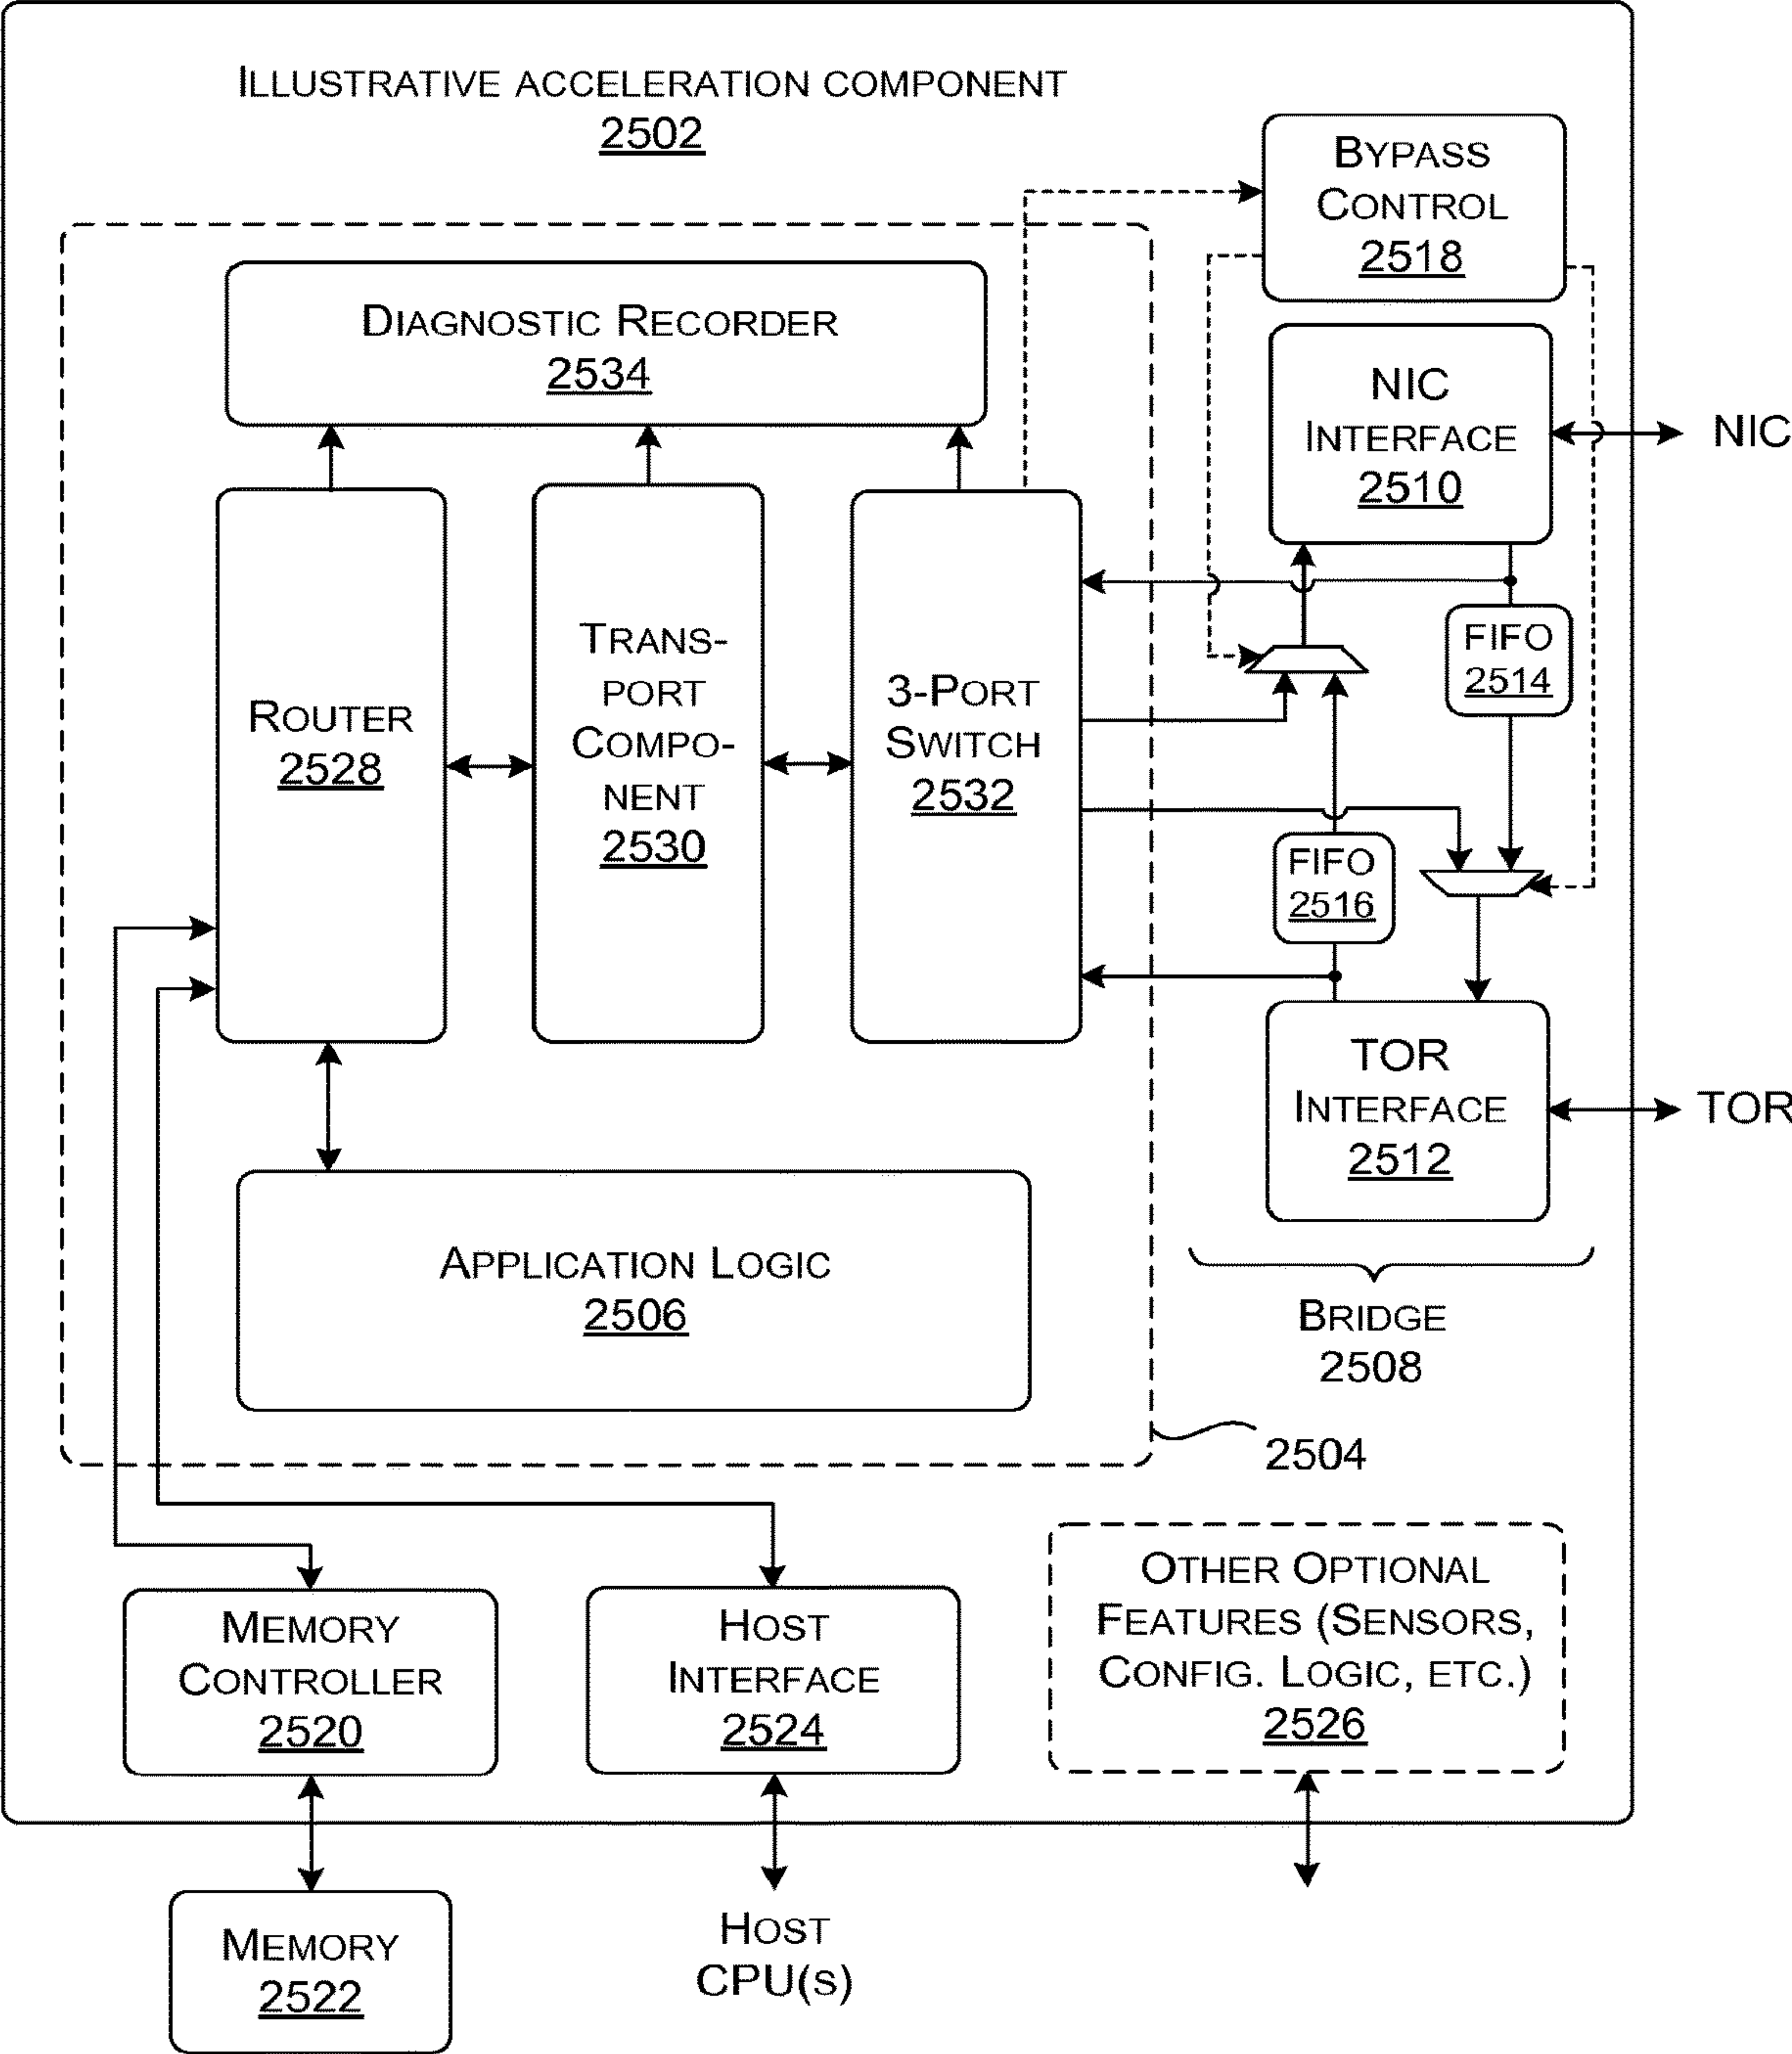 ILLUSTRATIVE ACCELERATION COMPONENT
2502
BYPASS
CONTROL
2518
DIAGNOSTIC RECORDER
2534
NIC
INTERFACE
2510
NIC
ROUTER
2528
TRANS-
PORT
COMPO-
NENT
2530
3-PORT
SWITCH
2532
FIFO
2514
FIFO
2516
TOR
INTERFACE
2512
TOR
APPLICATION LOGIC
2506
BRIDGE
2508
2504
MEMORY
CONTROLLER
2520
HOST
INTERFACE
2524
OTHER OPTIONAL
FEATURES (SENSORS,
CONFIG. LOGIC, ETC.)
2526
MEMORY
2522
HOST
CPU(S)